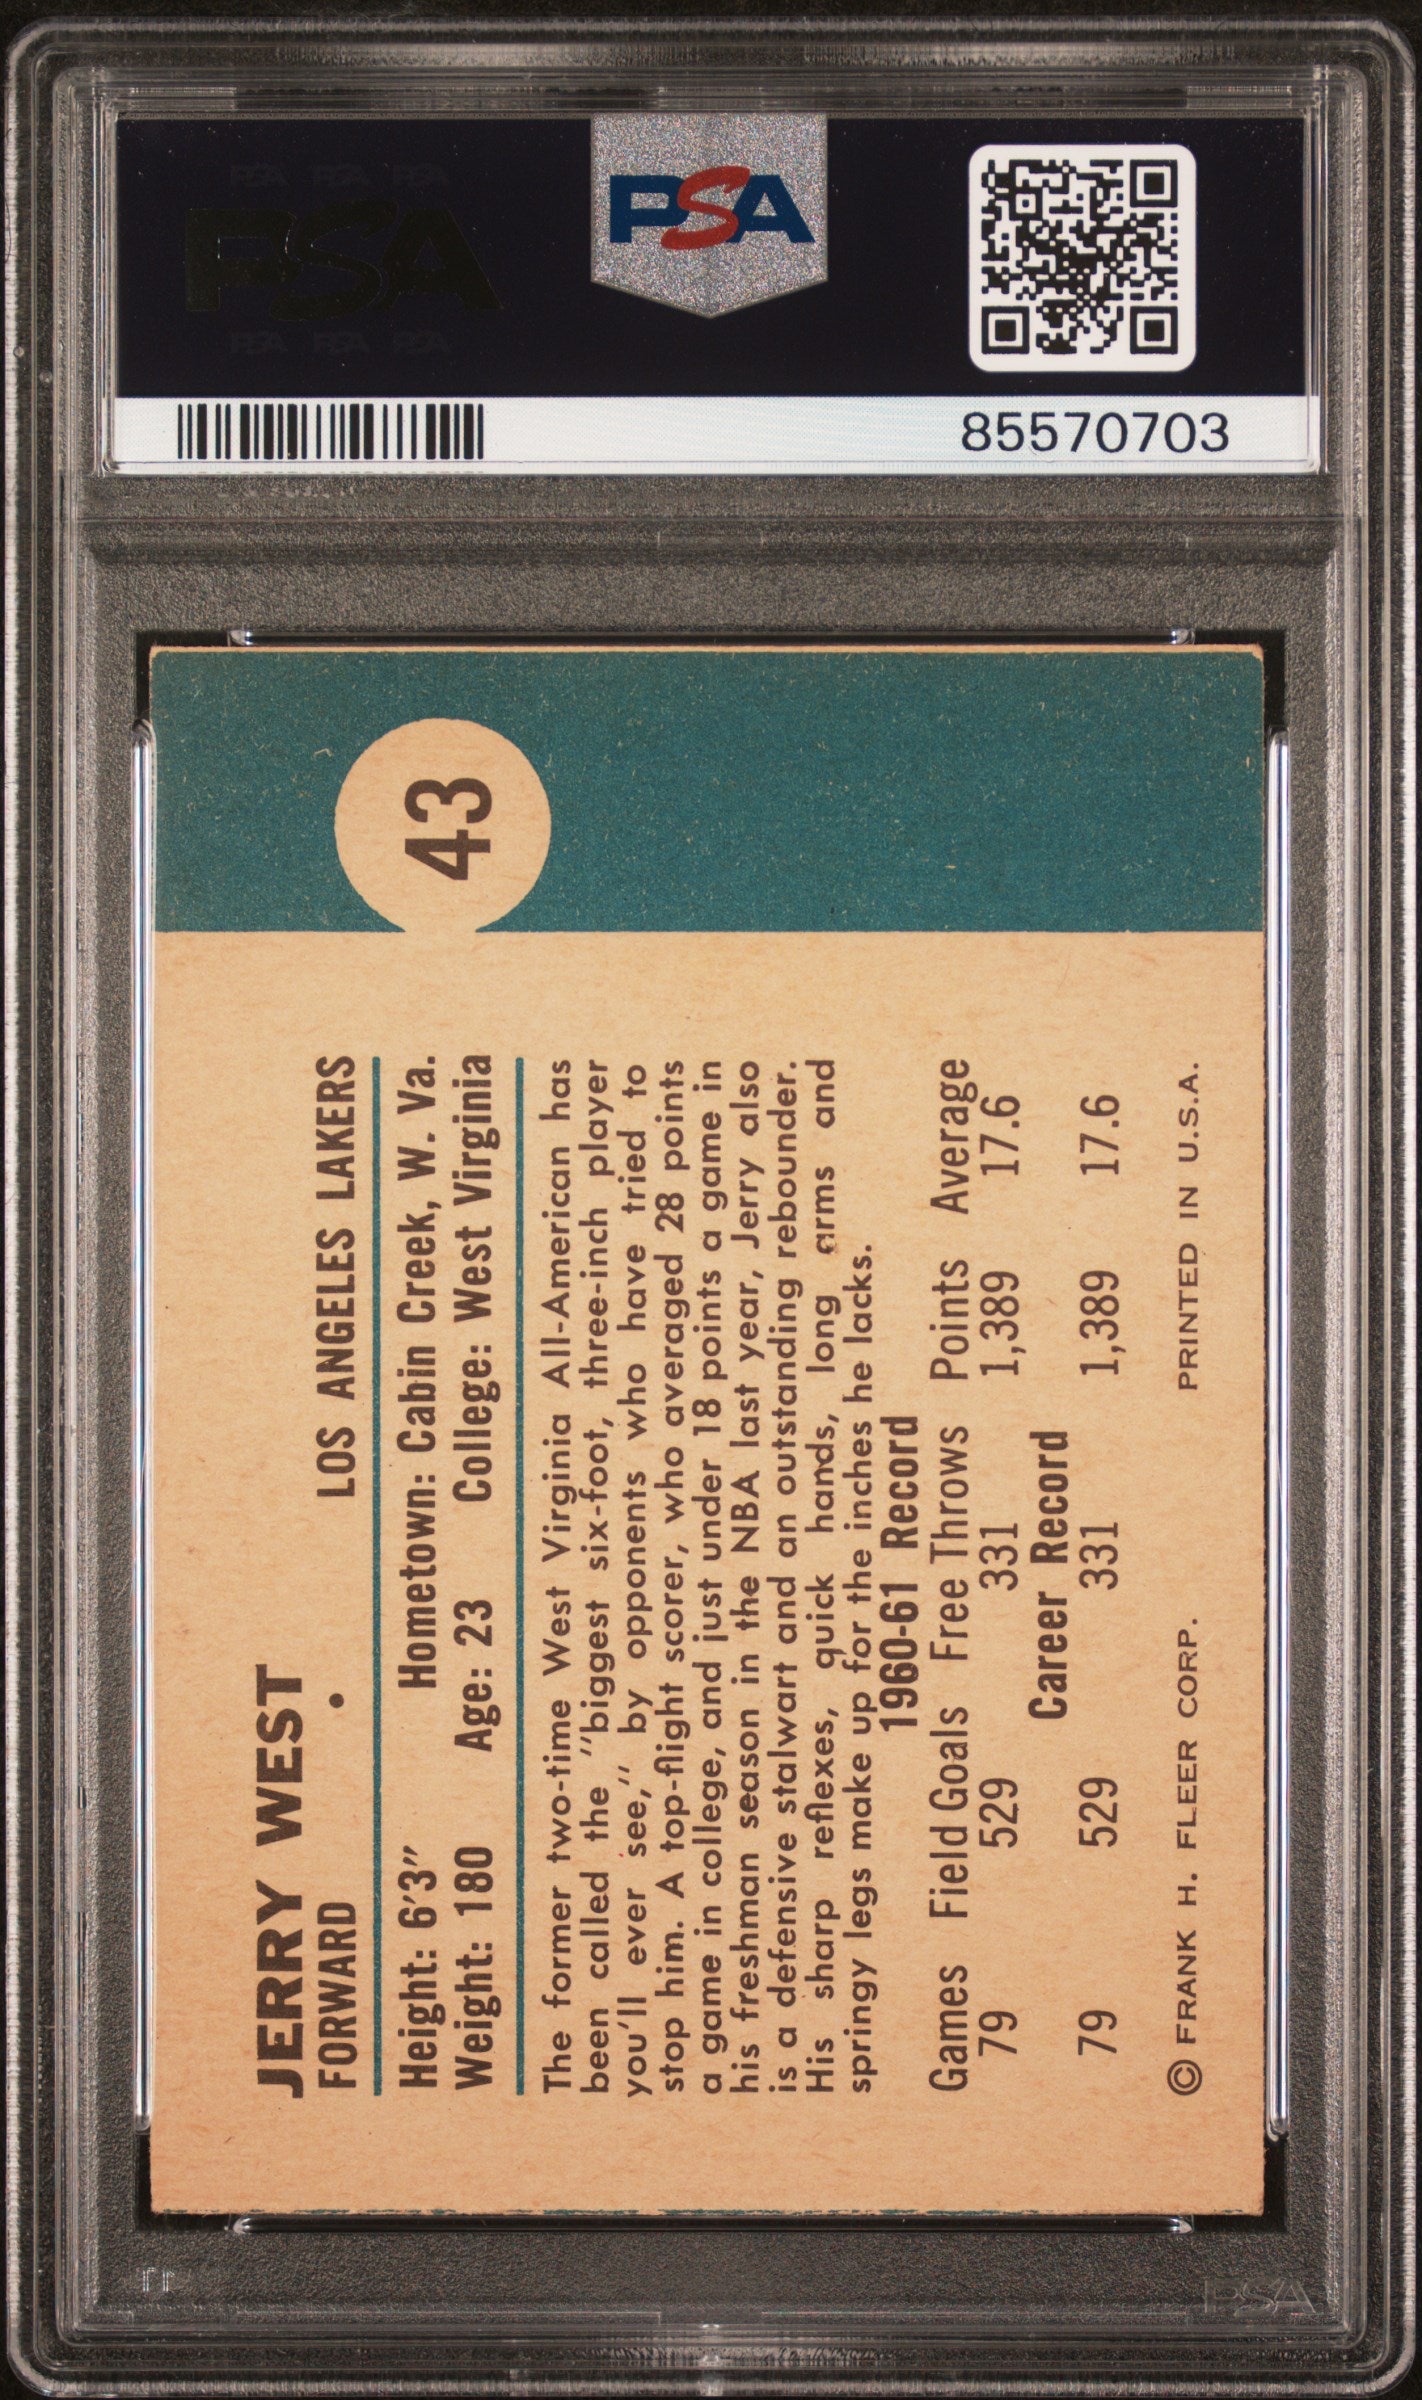 PSA PSA PSA
PSA
PSA PSA PSA
PSA
85570703
43
JERRY WEST
FORWARD • LOS ANGELES LAKERS
Height: 6'3" Hometown: Cabin Creek, W. Va.
Weight: 180 Age: 23 College: West Virginia
The former two-time West Virginia All-American has
been called the "biggest six-foot, three-inch player
you'll ever see," by opponents who have tried to
stop him. A top-flight scorer, who averaged 28 points
a game in college, and just under 18 points a game in
his freshman season in the NBA last year, Jerry also
is a defensive stalwart and an outstanding rebounder.
His sharp reflexes, quick hands, long arms and
springy legs make up for the inches he lacks.
1960-61 Record
Games Field Goals Free Throws Points Average
79 529 331 1,389 17.6
Career Record
79 529 331 1,389 17.6
© FRANK H. FLEER CORP. PRINTED IN U.S.A.
PSA